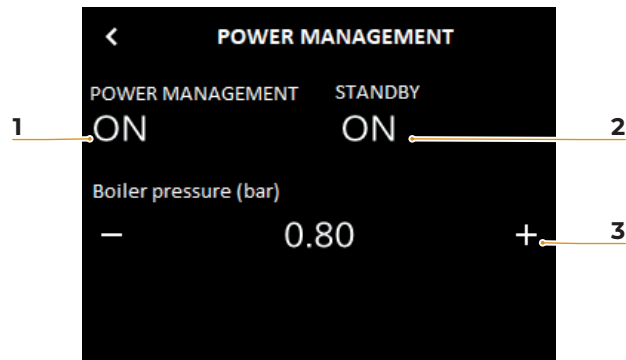 POWER MANAGEMENT
POWER MANAGEMENT STANDBY
1 ON ON 2
Boiler pressure (bar)
− 0.80 + 3